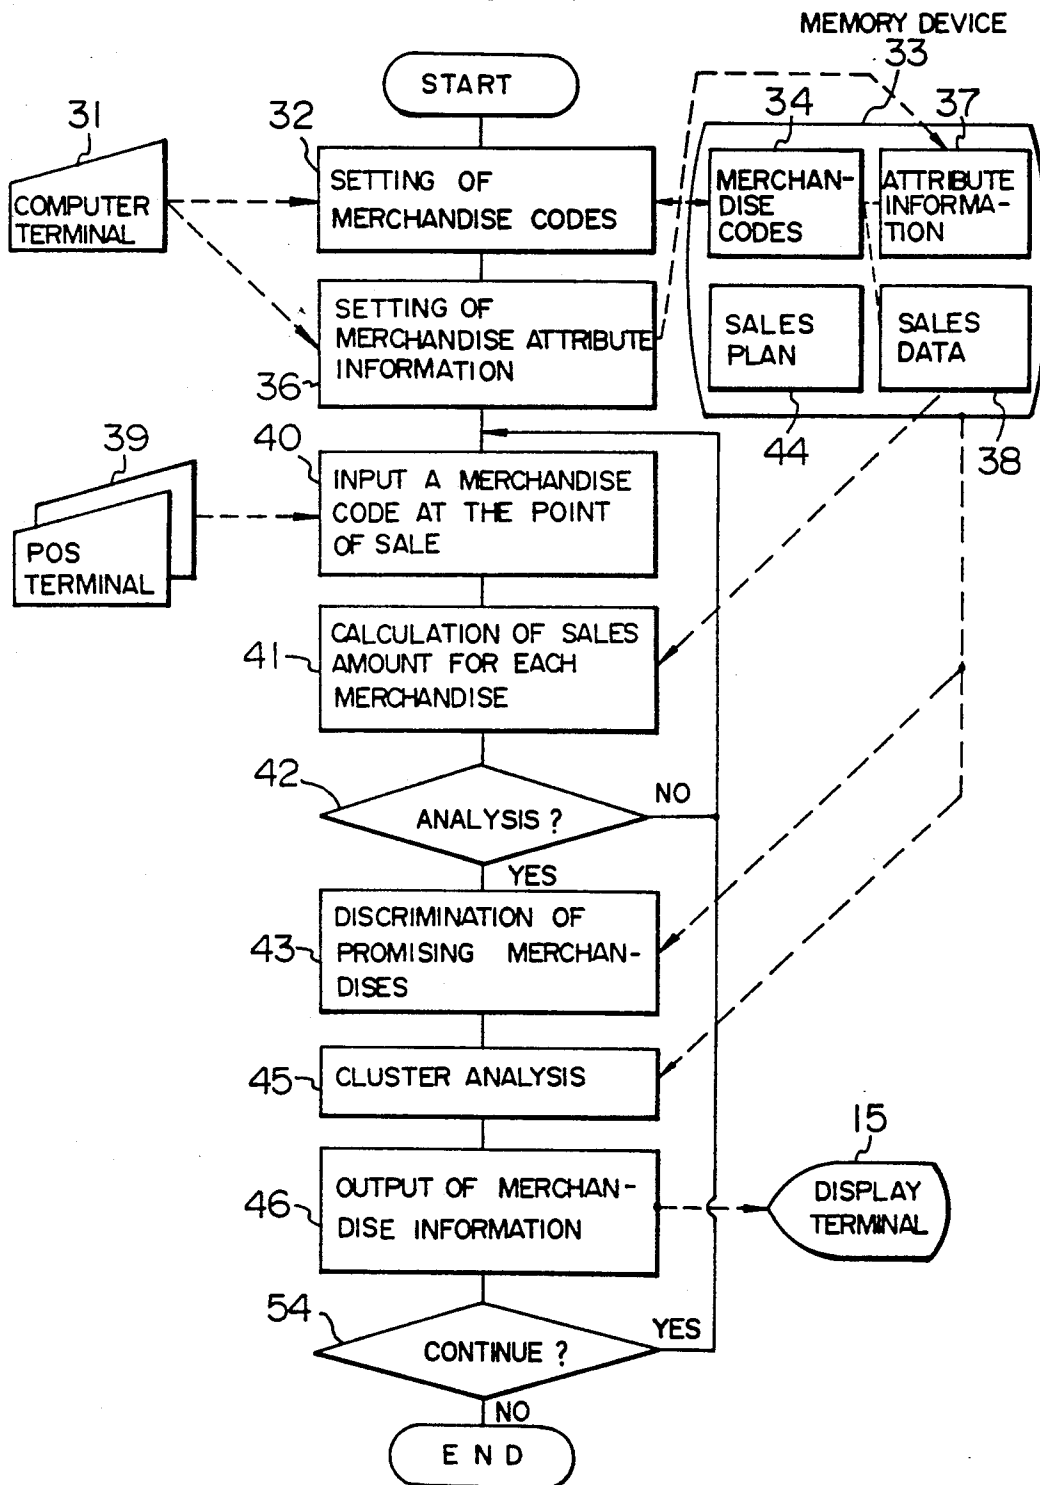 MEMORY DEVICE
33
START
31
32
34
37
COMPUTER
TERMINAL
SETTING OF
MERCHANDISE CODES
MERCHAN-
DISE
CODES
ATTRIBUTE
INFORMA-
TION
SETTING OF
MERCHANDISE ATTRIBUTE
INFORMATION
36
SALES
PLAN
SALES
DATA
44
38
39
40
POS
TERMINAL
INPUT A MERCHANDISE
CODE AT THE POINT
OF SALE
41
CALCULATION OF SALES
AMOUNT FOR EACH
MERCHANDISE
42
ANALYSIS ?
NO
YES
43
DISCRIMINATION OF
PROMISING MERCHAN-
DISES
45
CLUSTER ANALYSIS
46
OUTPUT OF MERCHAN-
DISE INFORMATION
15
DISPLAY
TERMINAL
54
CONTINUE ?
YES
NO
END